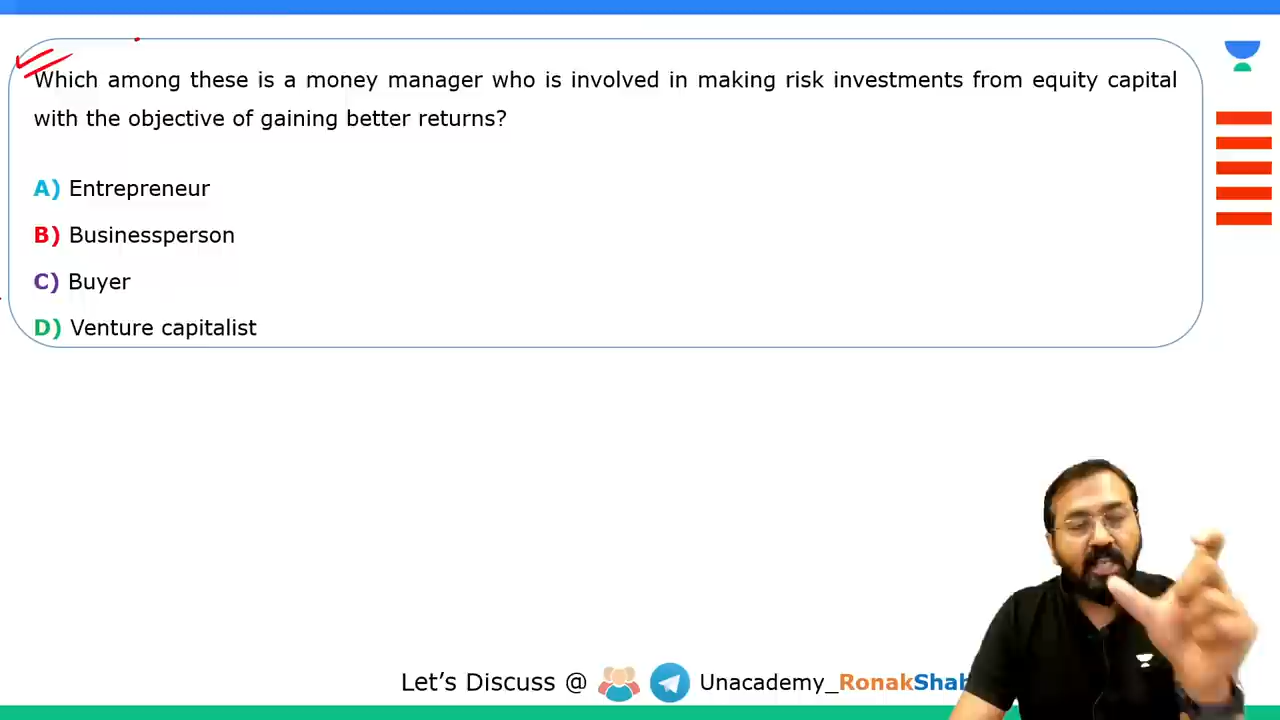 Which among these is a money manager who is involved in making risk investments from equity capital
with the objective of gaining better returns?
A) Entrepreneur
B) Businessperson
C) Buyer
D) Venture capitalist
Let's Discuss @ Unacademy_RonakShah